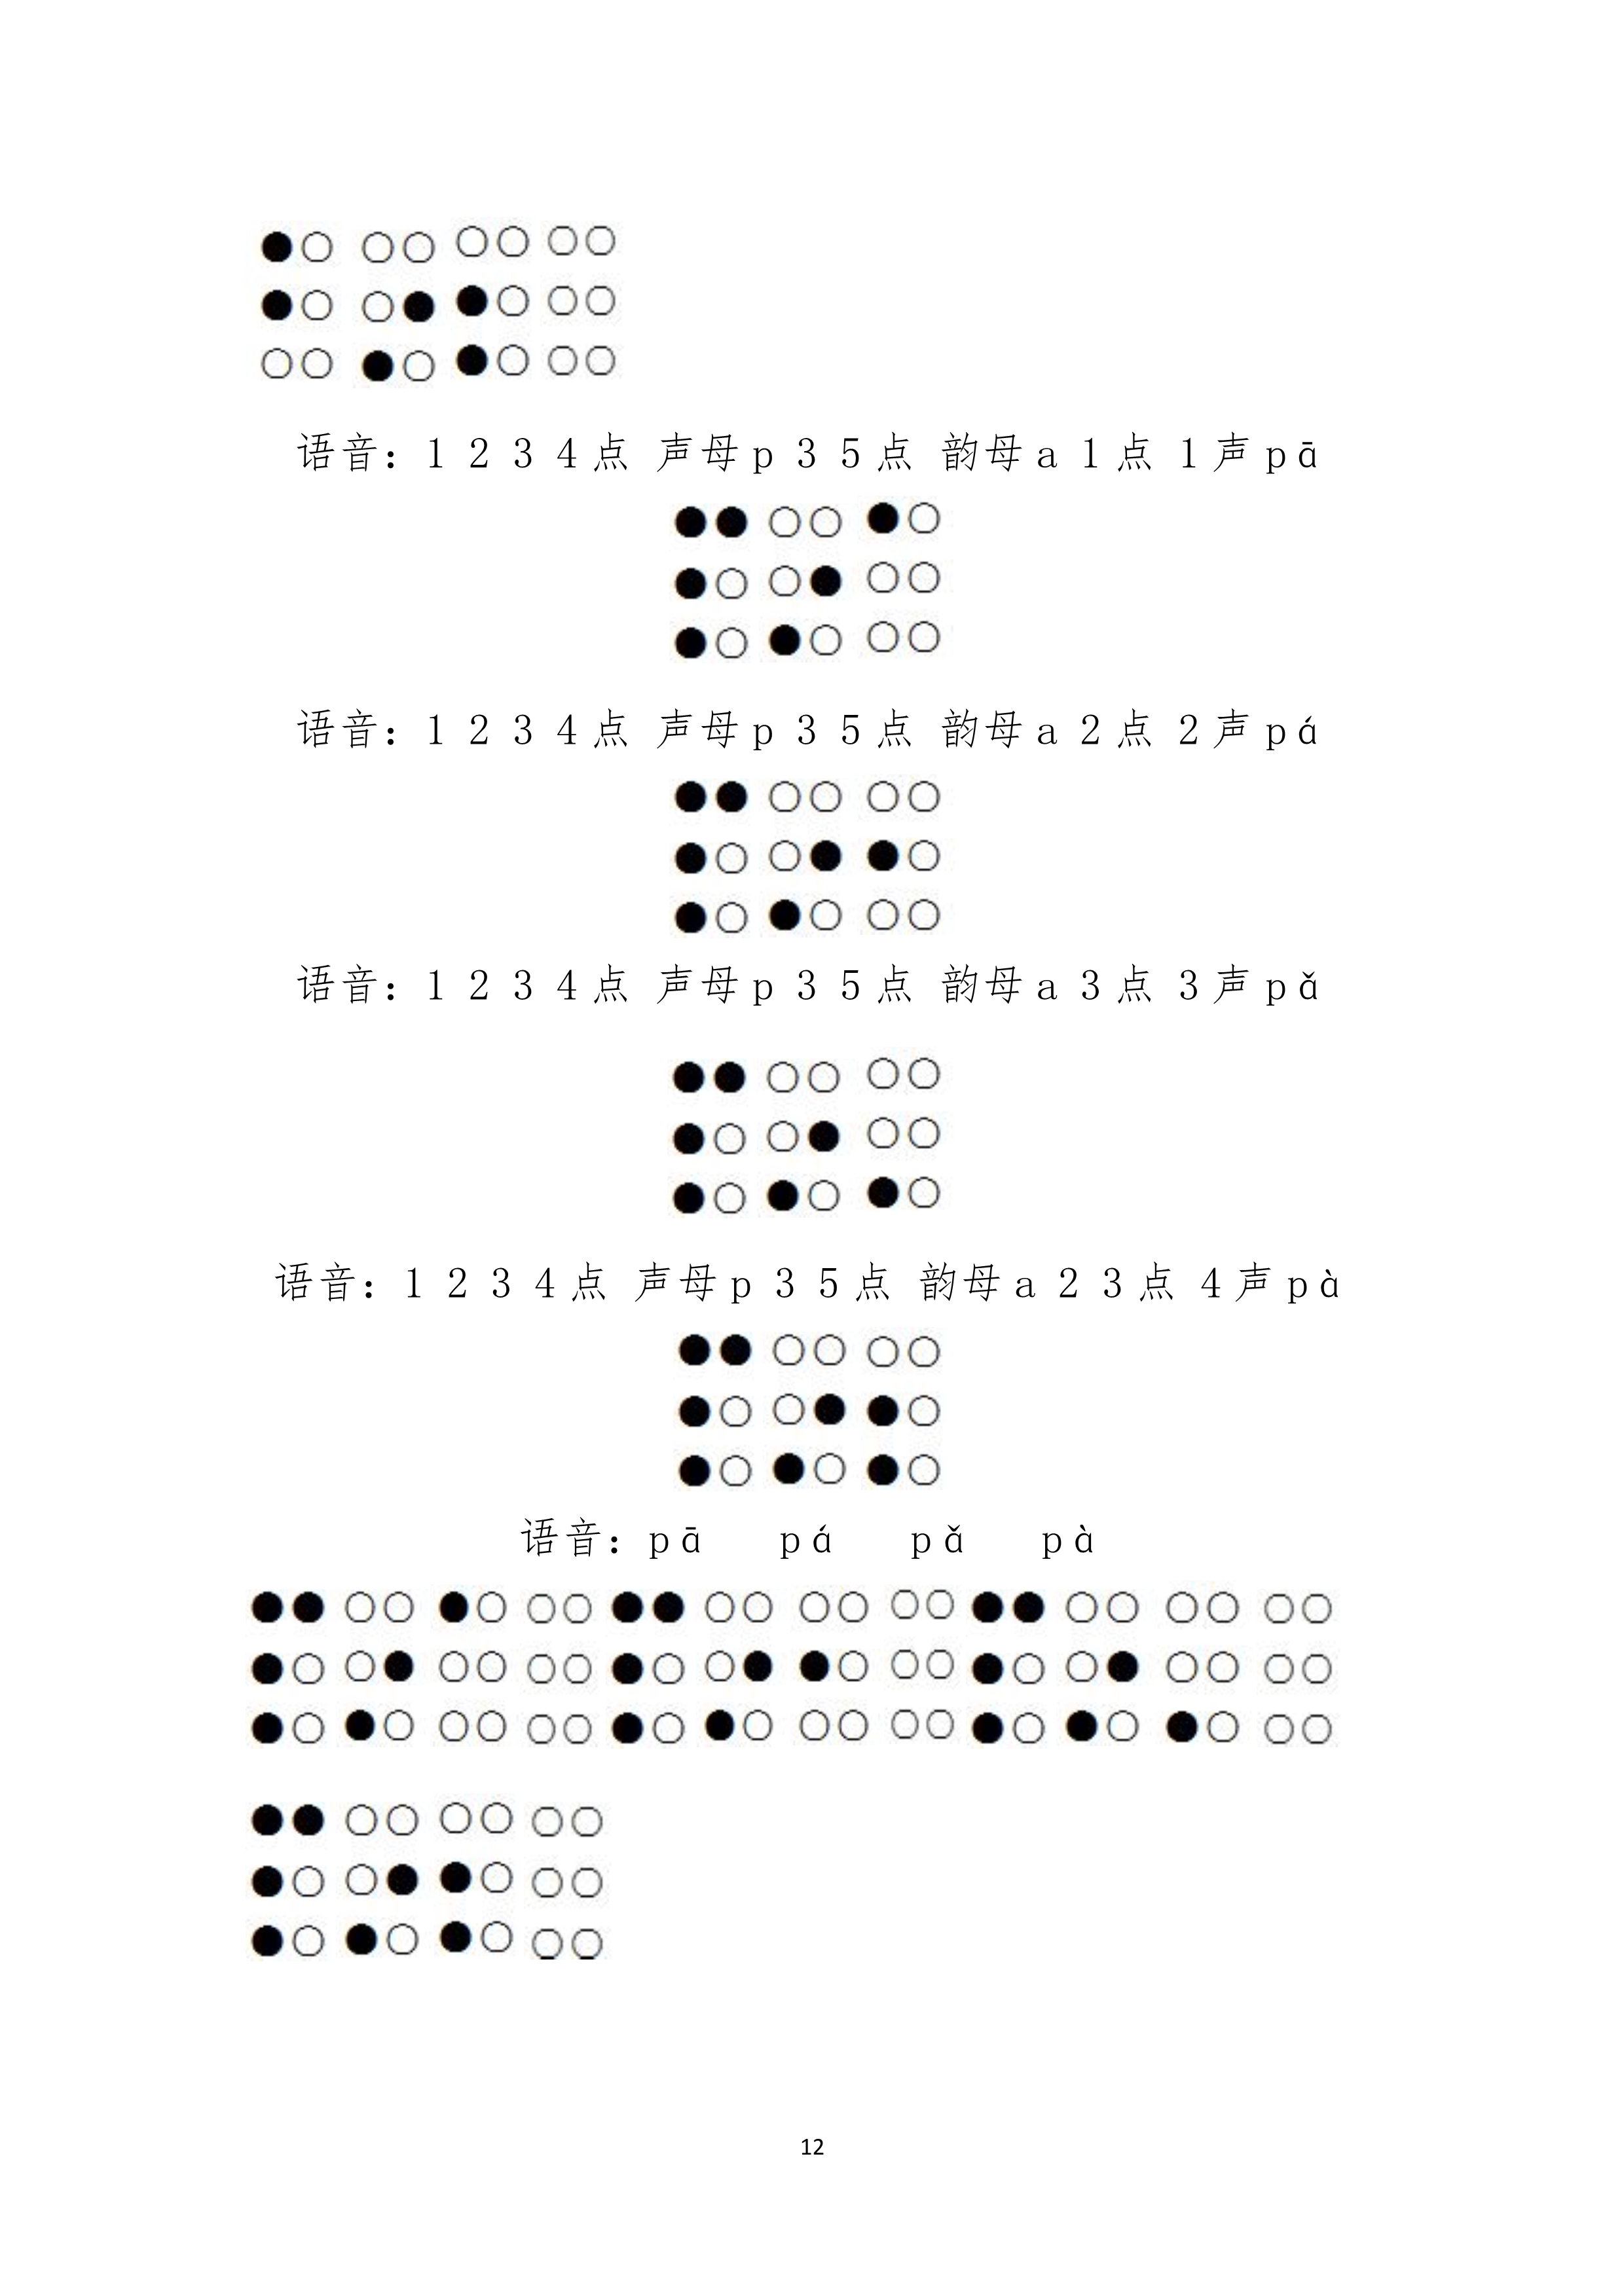 ⠃⠔⠆⠀
语音：1 2 3 4点 声母p 3 5点 韵母a 1点 1声pā
⠏⠔⠁
语音：1 2 3 4点 声母p 3 5点 韵母a 2点 2声pá
⠏⠔⠂
语音：1 2 3 4点 声母p 3 5点 韵母a 3点 3声pǎ
⠏⠔⠄
语音：1 2 3 4点 声母p 3 5点 韵母a 2 3点 4声pà
⠏⠔⠆
语音：pā pá pǎ pà
⠏⠔⠁⠀⠏⠔⠂⠀⠏⠔⠄⠀
⠏⠔⠆⠀
12